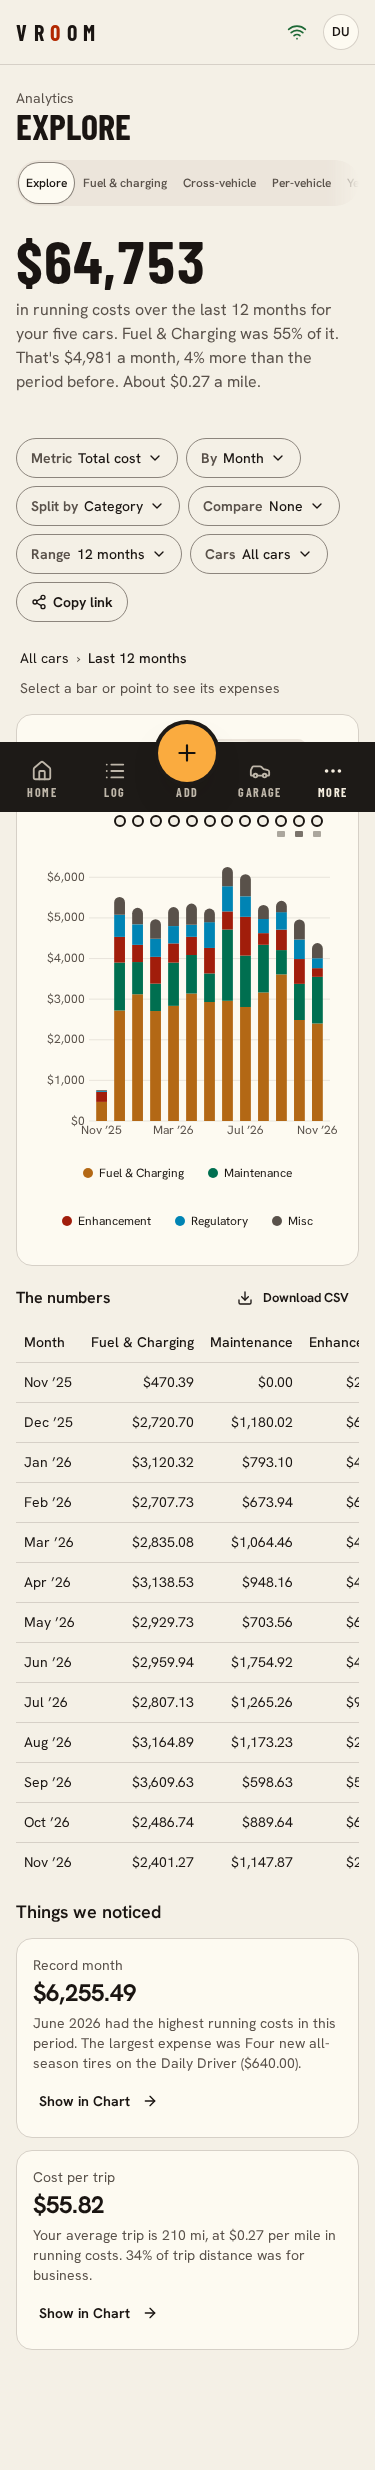 VROOM
DU
Analytics
EXPLORE
Explore Fuel & charging Cross-vehicle Per-vehicle
$64,753
in running costs over the last 12 months for
your five cars. Fuel & Charging was 55% of it.
That's $4,981 a month, 4% more than the
period before. About $0.27 a mile.
Metric Total cost By Month
Split by Category Compare None
Range 12 months Cars All cars
Copy link
All cars › Last 12 months
Select a bar or point to see its expenses
HOME LOG ADD GARAGE MORE
$6,000
$5,000
$4,000
$3,000
$2,000
$1,000
$0
Nov ’25 Mar ’26 Jul ’26 Nov ’26
Fuel & Charging Maintenance
Enhancement Regulatory Misc
The numbers Download CSV
Month Fuel & Charging Maintenance Enhance
Nov ’25 $470.39 $0.00 $2
Dec ’25 $2,720.70 $1,180.02 $6
Jan ’26 $3,120.32 $793.10 $4
Feb ’26 $2,707.73 $673.94 $6
Mar ’26 $2,835.08 $1,064.46 $4
Apr ’26 $3,138.53 $948.16 $4
May ’26 $2,929.73 $703.56 $6
Jun ’26 $2,959.94 $1,754.92 $4
Jul ’26 $2,807.13 $1,265.26 $9
Aug ’26 $3,164.89 $1,173.23 $2
Sep ’26 $3,609.63 $598.63 $5
Oct ’26 $2,486.74 $889.64 $6
Nov ’26 $2,401.27 $1,147.87 $2
Things we noticed
Record month
$6,255.49
June 2026 had the highest running costs in this
period. The largest expense was Four new all-
season tires on the Daily Driver ($640.00).
Show in Chart
Cost per trip
$55.82
Your average trip is 210 mi, at $0.27 per mile in
running costs. 34% of trip distance was for
business.
Show in Chart